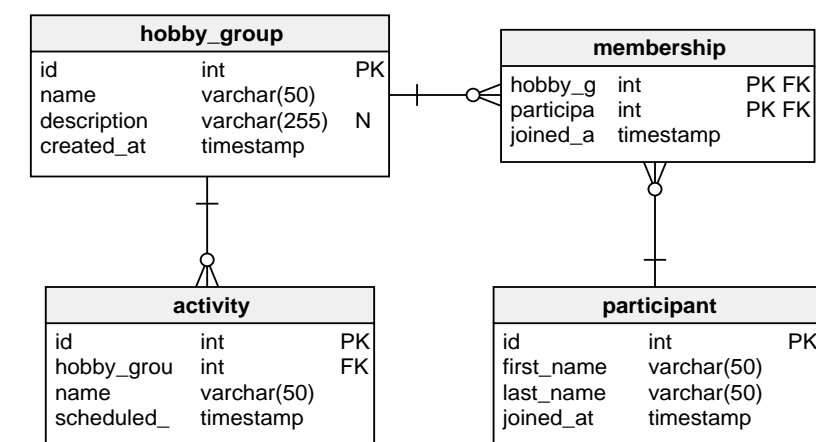 hobby_group
id int PK
name varchar(50)
description varchar(255) N
created_at timestamp
membership
hobby_g int PK FK
participa int PK FK
joined_a timestamp
activity
id int PK
hobby_grou int FK
name varchar(50)
scheduled_ timestamp
participant
id int PK
first_name varchar(50)
last_name varchar(50)
joined_at timestamp